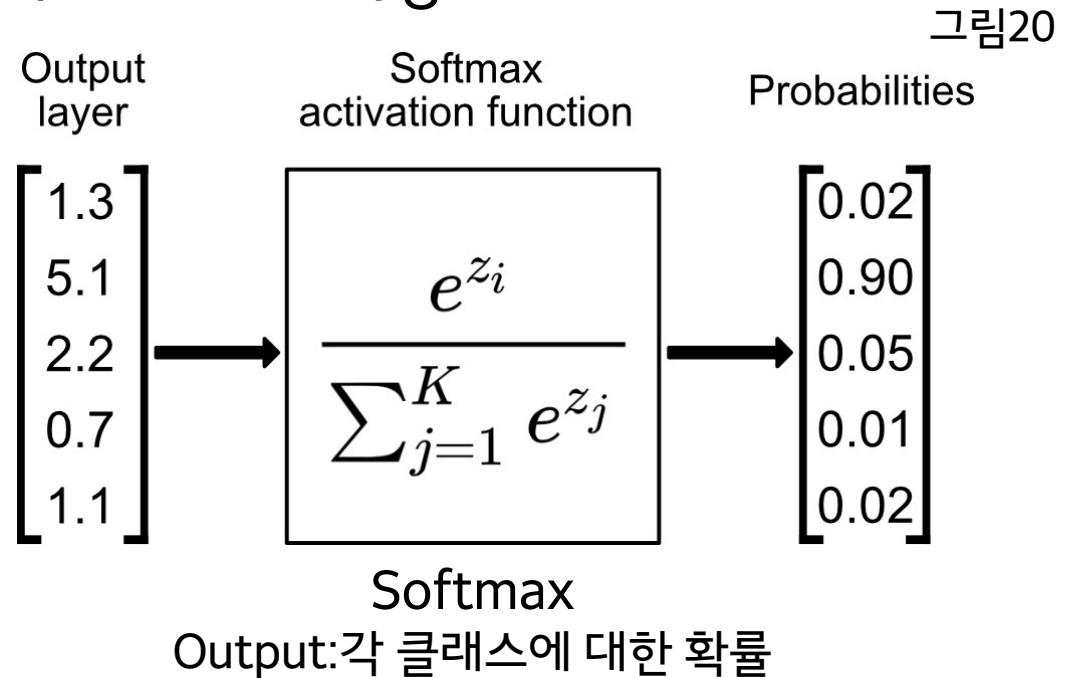 그림20
Output
layer
Softmax
activation function
Probabilities
1.3
5.1
2.2
0.7
1.1
e^{z_i}
∑_{j=1}^{K} e^{z_j}
0.02
0.90
0.05
0.01
0.02
Softmax
Output:각 클래스에 대한 확률